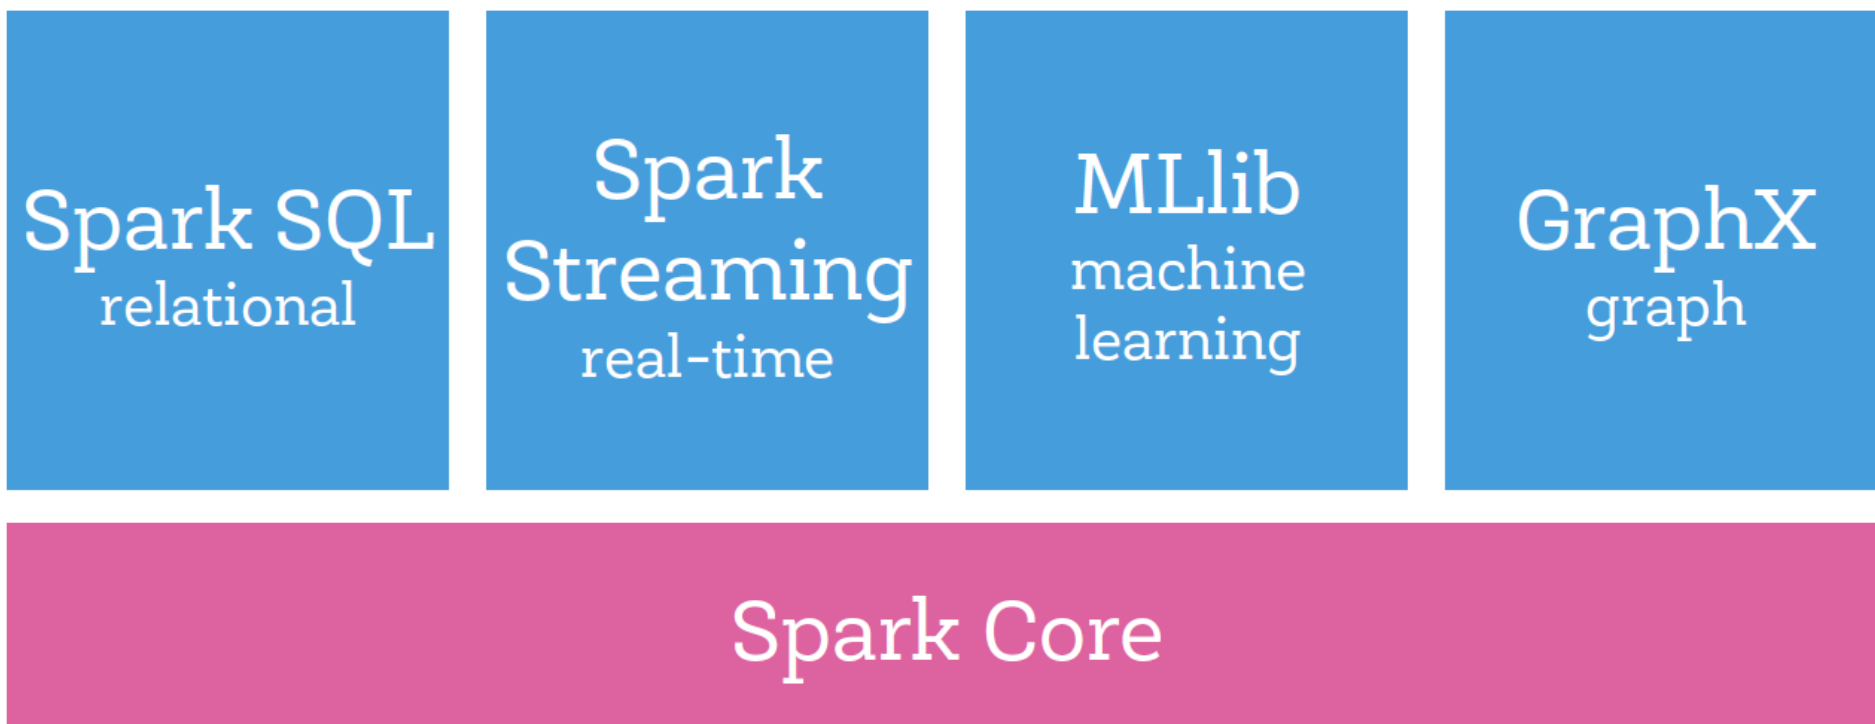 Spark SQL
relational
Spark
Streaming
real-time
MLlib
machine
learning
GraphX
graph
Spark Core